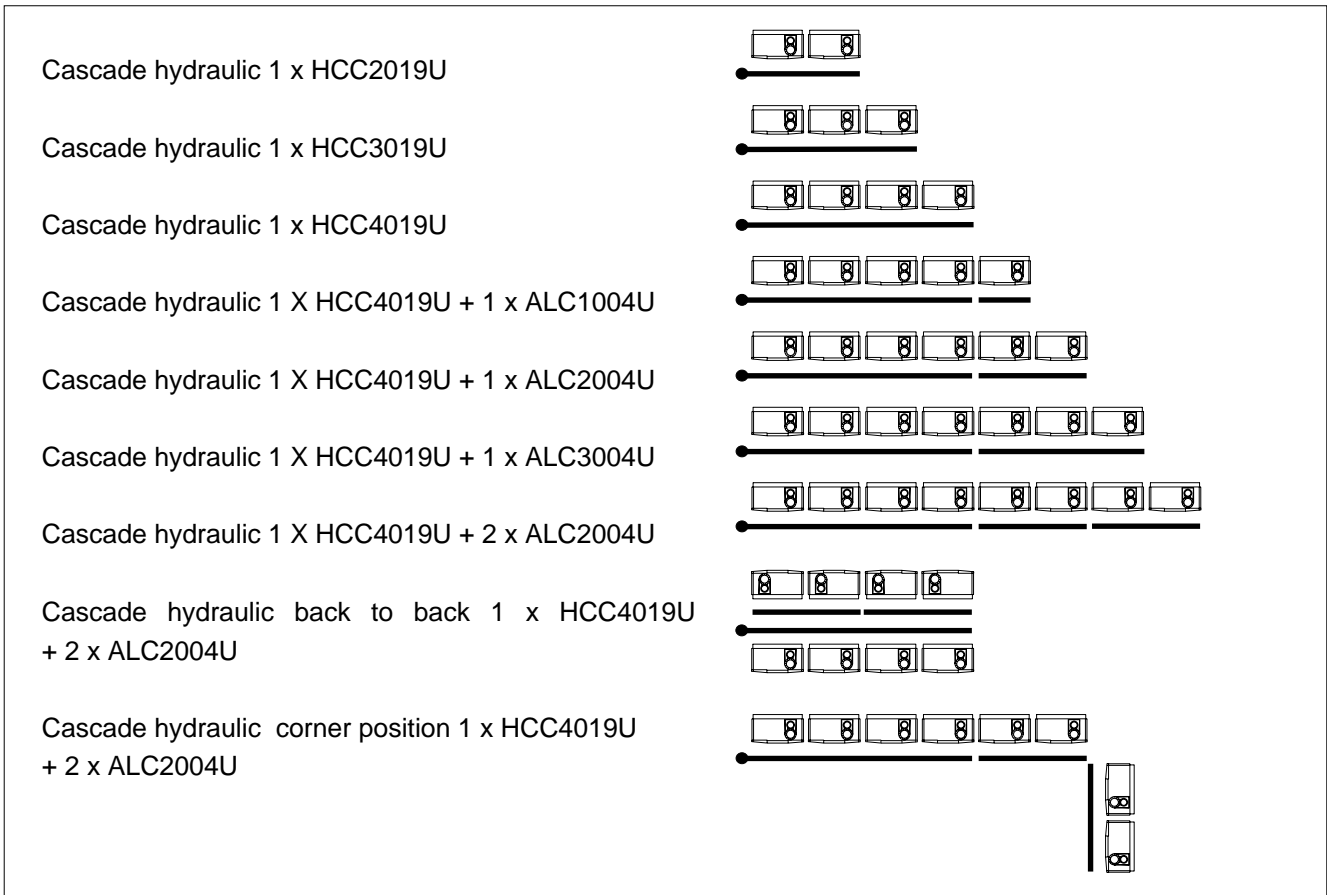 Cascade hydraulic 1 x HCC2019U
Cascade hydraulic 1 x HCC3019U
Cascade hydraulic 1 x HCC4019U
Cascade hydraulic 1 X HCC4019U + 1 x ALC1004U
Cascade hydraulic 1 X HCC4019U + 1 x ALC2004U
Cascade hydraulic 1 X HCC4019U + 1 x ALC3004U
Cascade hydraulic 1 X HCC4019U + 2 x ALC2004U
Cascade hydraulic back to back 1 x HCC4019U
+ 2 x ALC2004U
Cascade hydraulic corner position 1 x HCC4019U
+ 2 x ALC2004U